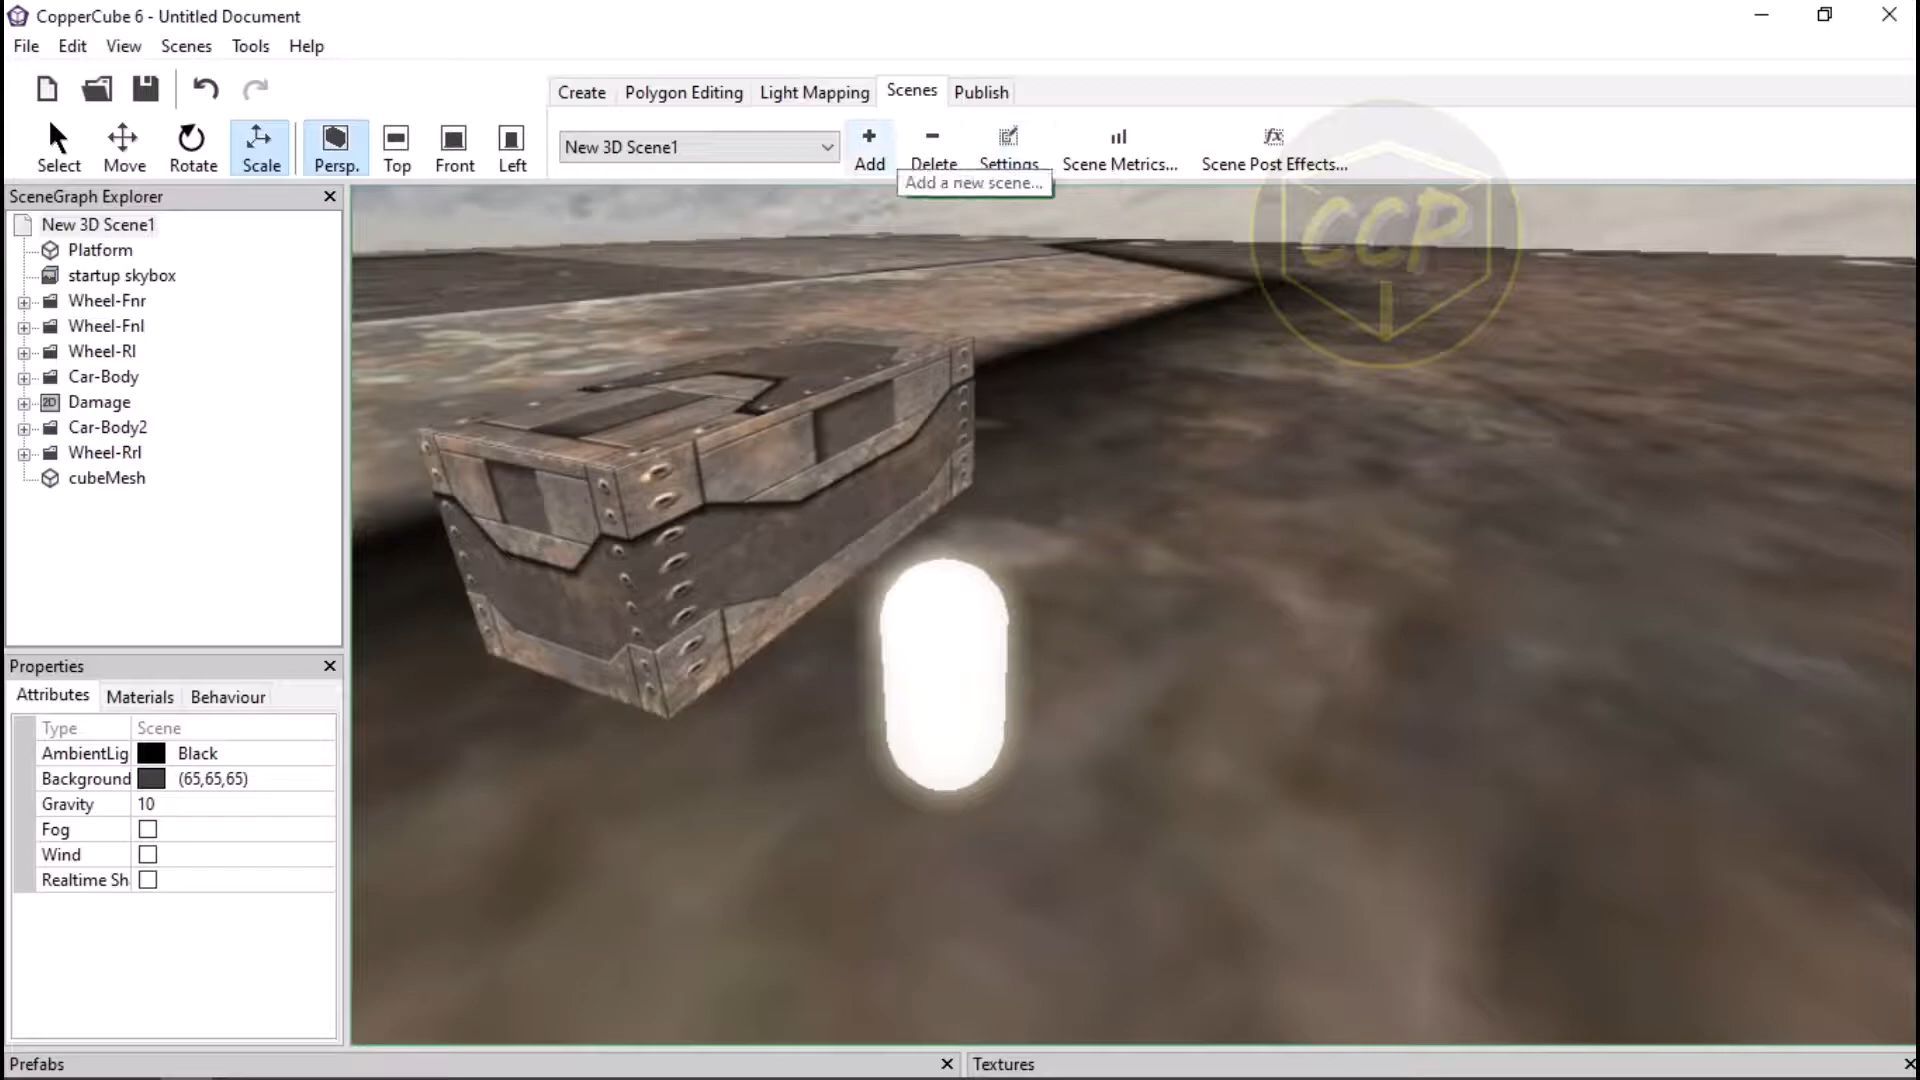 CopperCube 6 - Untitled Document
File Edit View Scenes Tools Help
Create Polygon Editing Light Mapping Scenes Publish
Select Move Rotate Scale Persp. Top Front Left
New 3D Scene1
Add Delete Settings Scene Metrics... Scene Post Effects...
Add a new scene...
CCP
SceneGraph Explorer
New 3D Scene1
Platform
startup skybox
Wheel-Fnr
Wheel-Fnl
Wheel-Rl
Car-Body
2D Damage
Car-Body2
Wheel-Rrl
cubeMesh
Properties
Attributes Materials Behaviour
Type Scene
AmbientLig Black
Background (65,65,65)
Gravity 10
Fog
Wind
Realtime Sh
Prefabs
Textures